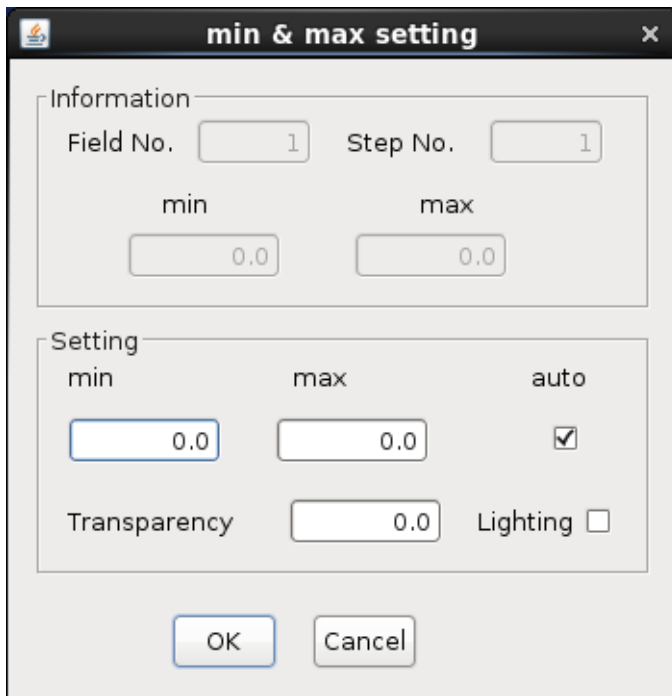 min & max setting
Information
Field No. 1 Step No. 1
min max
0.0 0.0
Setting
min max auto
0.0 0.0
Transparency 0.0 Lighting
OK Cancel